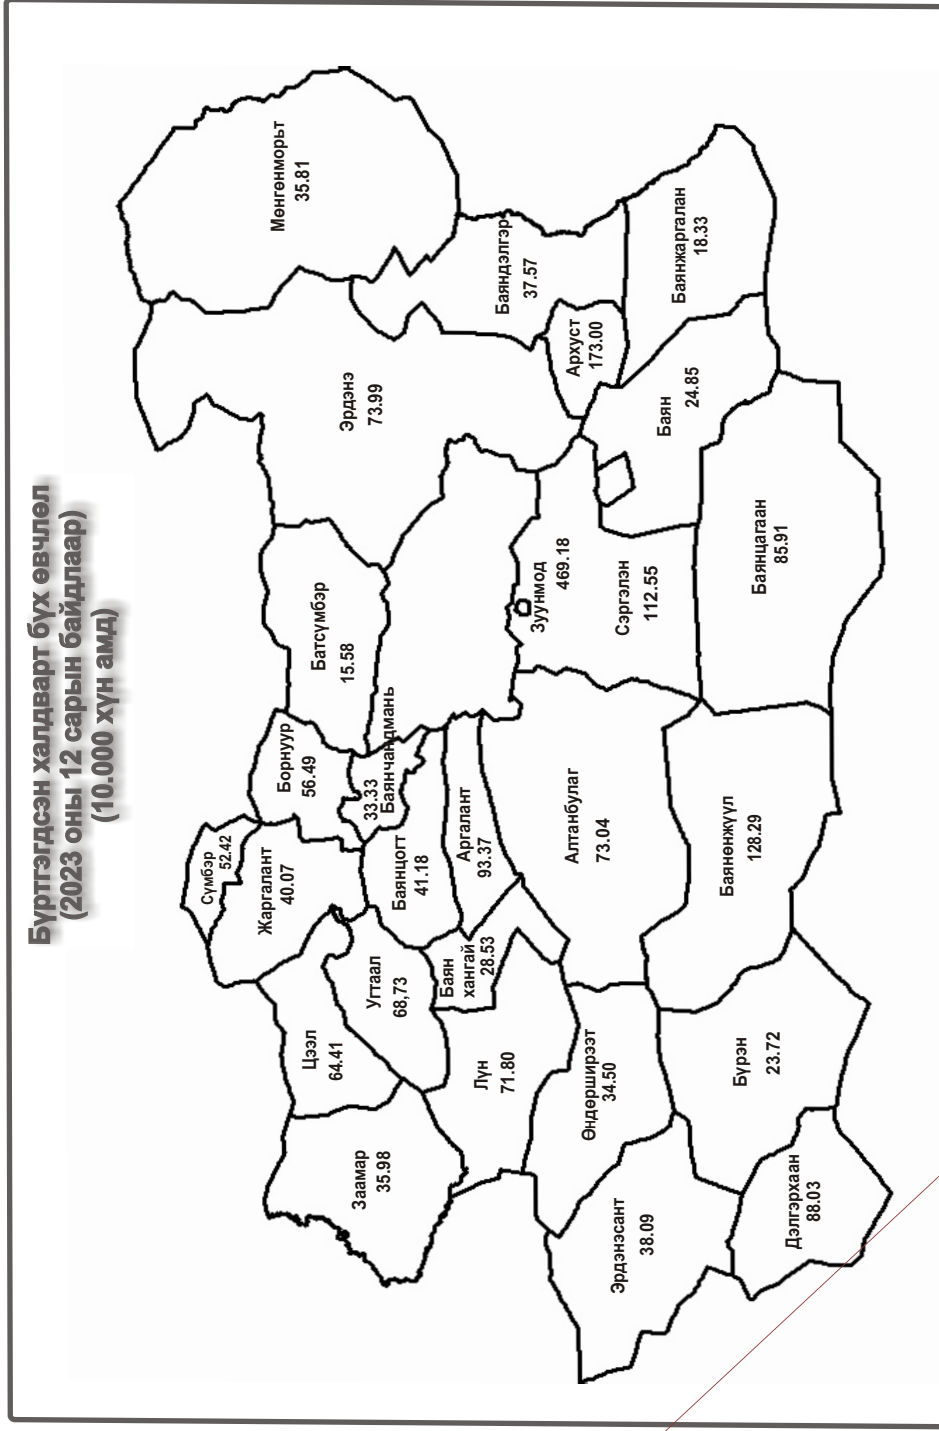 Бүртгэгдсэн халдварт бүх өвчлөл
(2023 оны 12 сарын байдлаар)
(10.000 хүн амд)
Мөнгөнморьт
35.81
Эрдэнэ
73.99
Баяндэлгэр
37.57
Архуст
173.00
Баянжаргалан
18.33
Баян
24.85
Батсүмбэр
15.58
Зуунмод
469.18
Сэргэлэн
112.55
Баянцагаан
85.91
Борнуур
56.49
33.33
Баянчандмань
Сүмбэр
52.42
Жаргалант
40.07
Баянцогт
41.18
Аргалант
93.37
Алтанбулаг
73.04
Баянөнжүүл
128.29
Угтаал
68,73
Баян
хангай
28.53
Цээл
64.41
Лүн
71.80
Өндөрширээт
34.50
Бүрэн
23.72
Заамар
35.98
Эрдэнэсант
38.09
Дэлгэрхаан
88.03